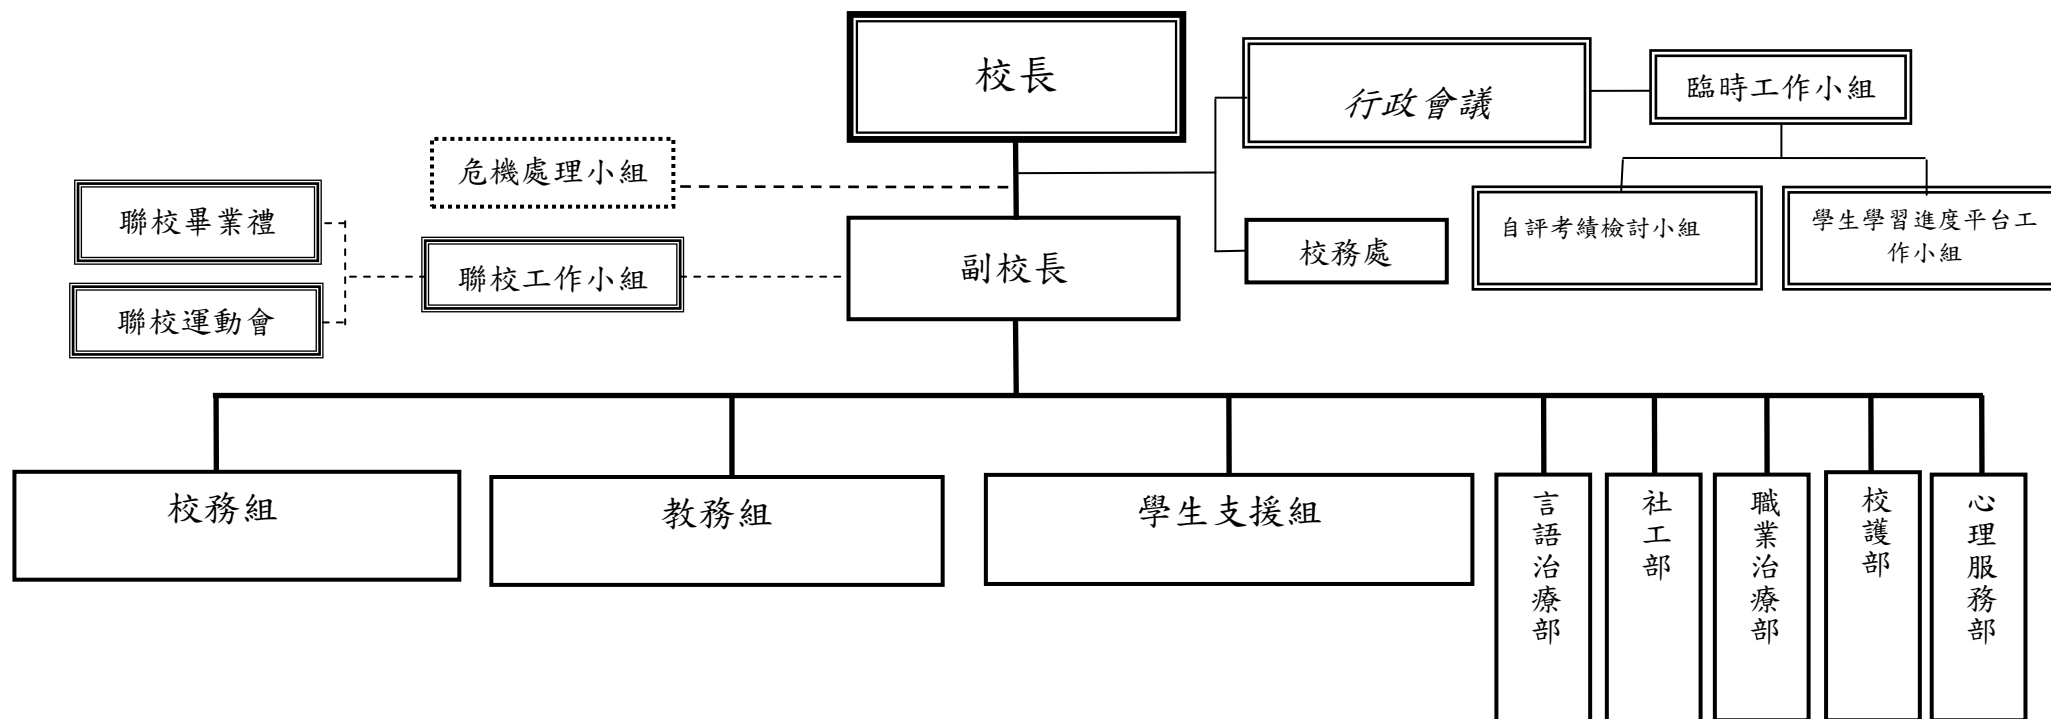 校長
行政會議
臨時工作小組
危機處理小組
聯校畢業禮
自評考績檢討小組
學生學習進度平台工
作小組
聯校工作小組
副校長
校務處
聯校運動會
校務組
教務組
學生支援組
言語治療部
社工部
職業治療部
校護部
心理服務部